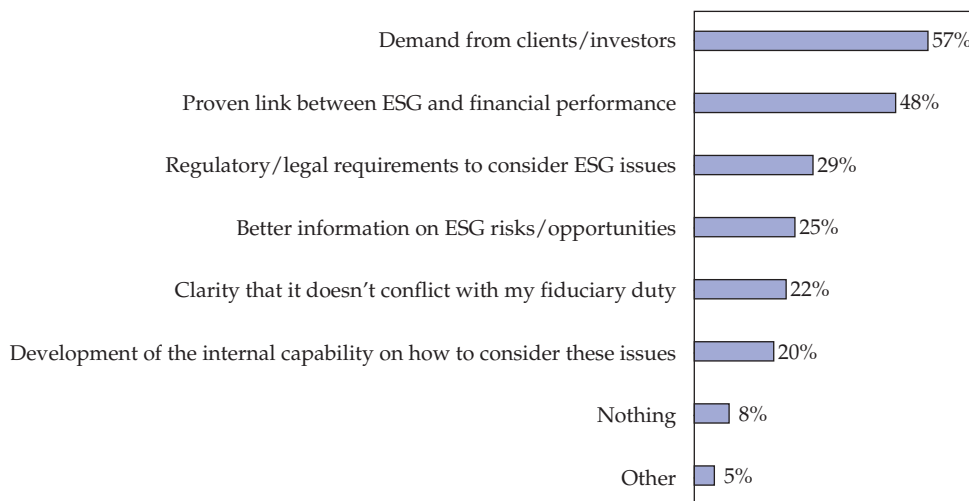 Demand from clients/investors 57%
Proven link between ESG and financial performance 48%
Regulatory/legal requirements to consider ESG issues 29%
Better information on ESG risks/opportunities 25%
Clarity that it doesn’t conflict with my fiduciary duty 22%
Development of the internal capability on how to consider these issues 20%
Nothing 8%
Other 5%